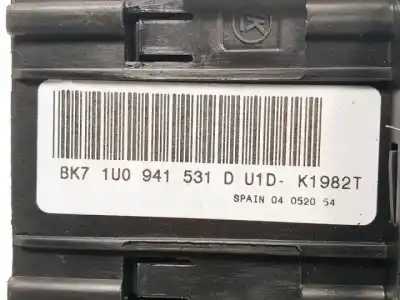 K
BK7 1U0 941 531 D U1D- K1982T
SPAIN 04 0520 54